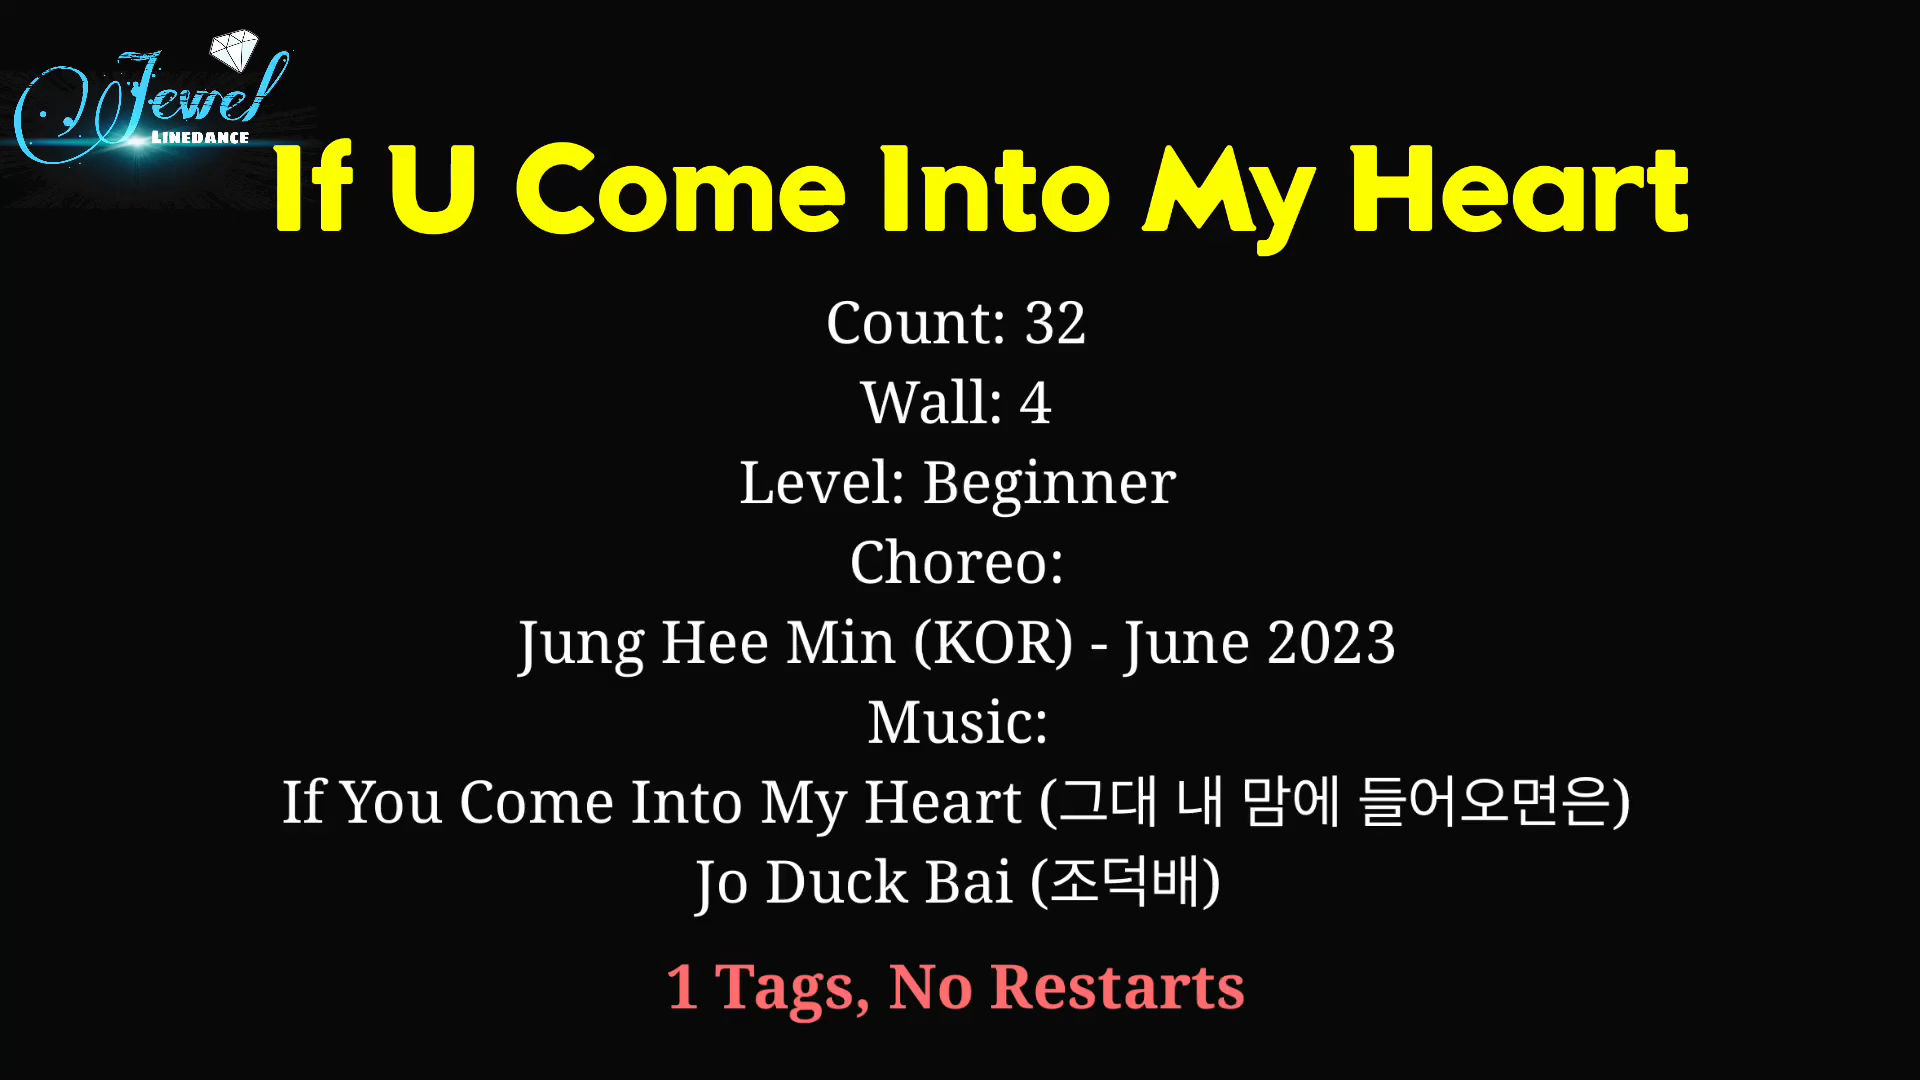 Jewel
LINEDANCE
If U Come Into My Heart
Count: 32
Wall: 4
Level: Beginner
Choreo:
Jung Hee Min (KOR) - June 2023
Music:
If You Come Into My Heart (그대 내 맘에 들어오면은)
Jo Duck Bai (조덕배)
1 Tags, No Restarts